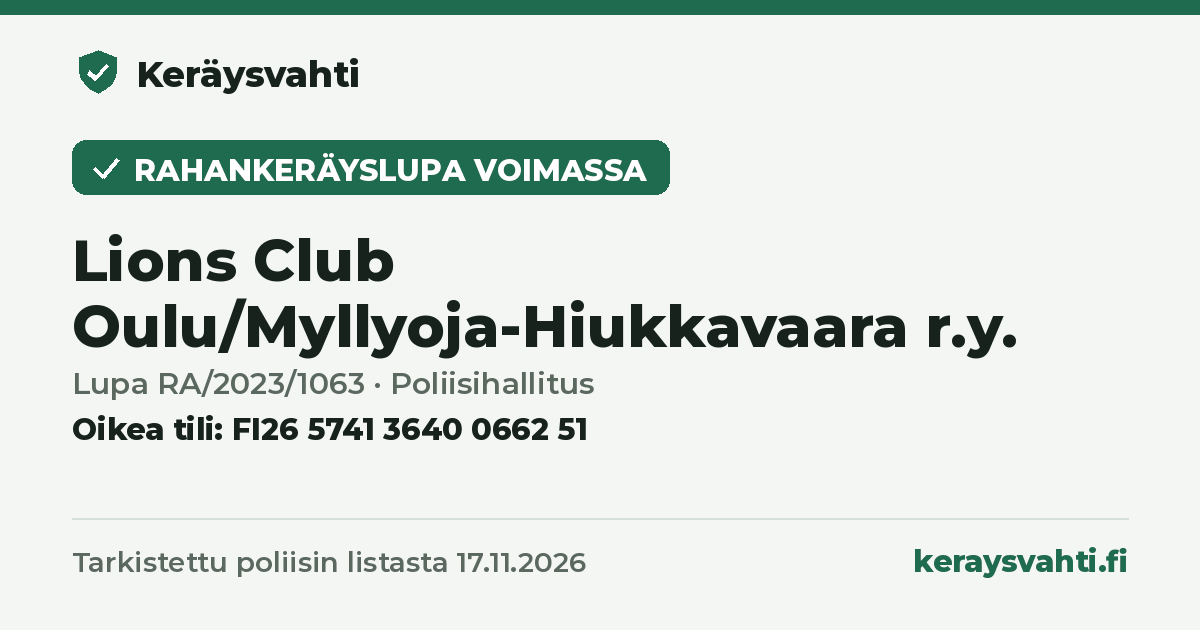 Keräysvahti
RAHANKERÄYSLUPA VOIMASSA
Lions Club
Oulu/Myllyoja-Hiukkavaara r.y.
Lupa RA/2023/1063 · Poliisihallitus
Oikea tili: FI26 5741 3640 0662 51
Tarkistettu poliisin listasta 17.11.2026
keraysvahti.fi